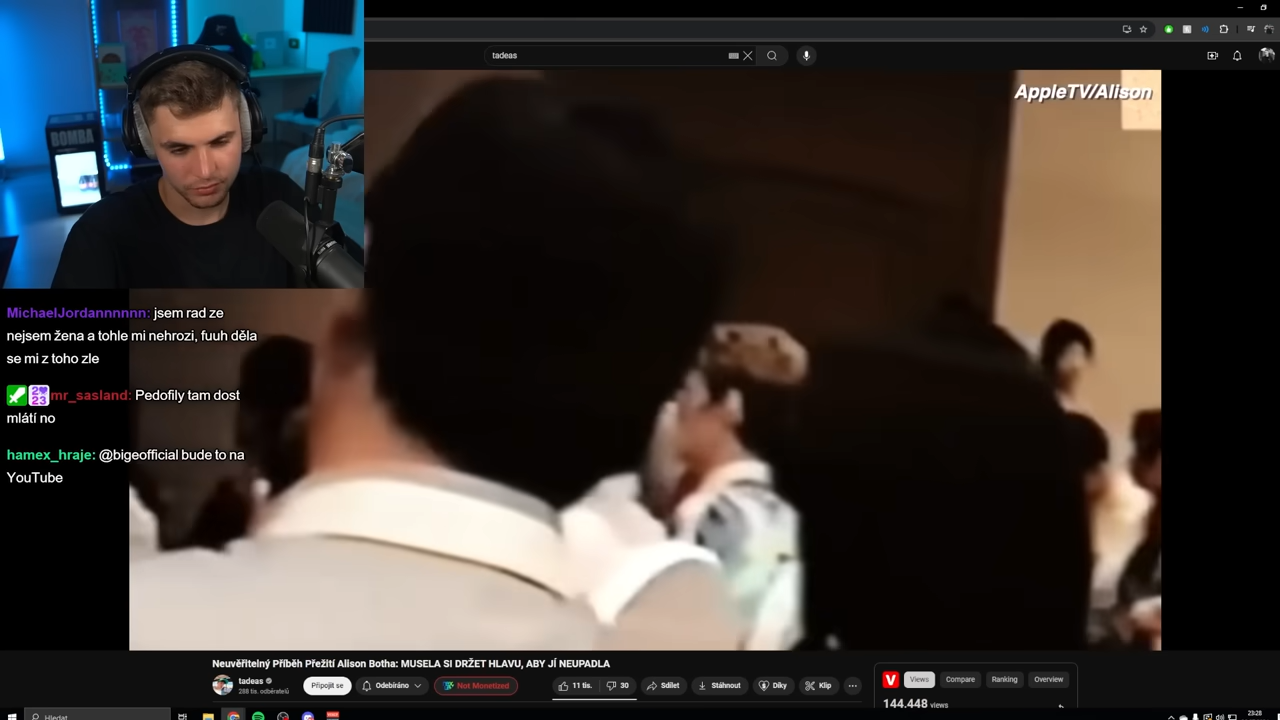 tadeas
AppleTV/Alison
BOMBA
MichaelJordannnnnn: jsem rad ze
nejsem žena a tohle mi nehrozi, fuuh děla
se mi z toho zle
mr_sasland: Pedofily tam dost
mlátí no
hamex_hraje: @bigeofficial bude to na
YouTube
Neuvěřitelný Příběh Přežití Alison Botha: MUSELA SI DRŽET HLAVU, ABY JÍ NEUPADLA
tadeas
288 tis. odběratelů
Připojit se
Odebíráno
Not Monetized
11 tis.
30
Sdílet
Stáhnout
Díky
Klip
Views
Compare
Ranking
Overview
144.448 views
Hledat
23:28